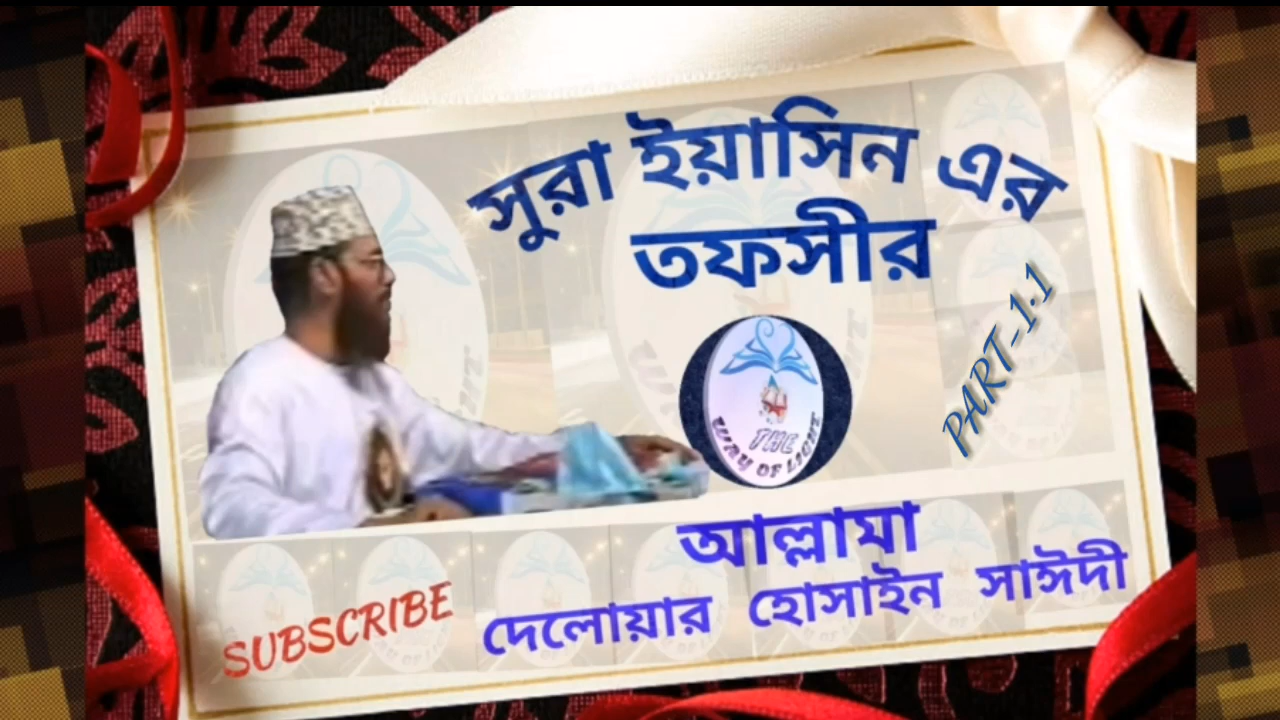 সুরা ইয়াসিন এর
তফসীর
PART-1.1
THE
WAY OF LIGHT
আল্লামা
দেলোয়ার হোসাইন সাঈদী
SUBSCRIBE